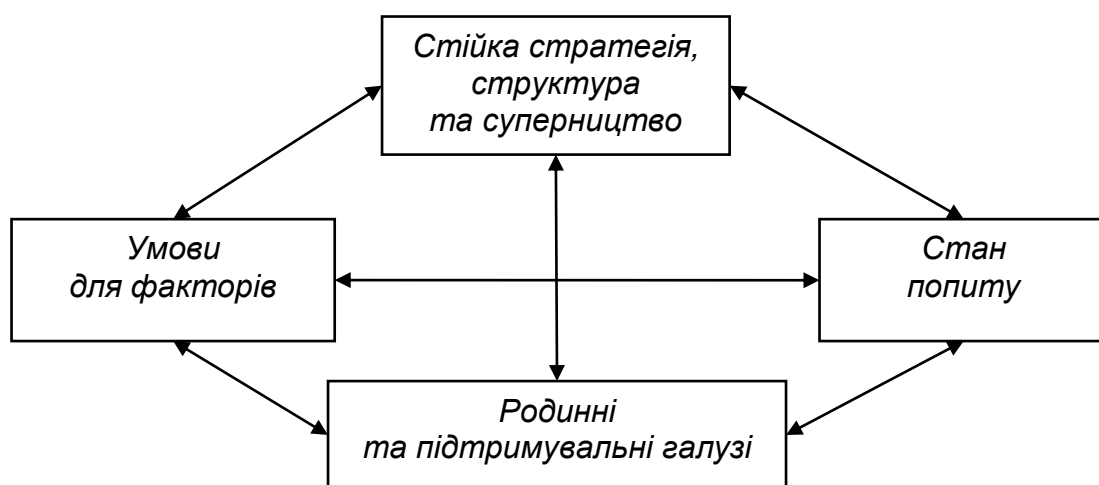 Стійка стратегія,
структура
та суперництво
Умови
для факторів
Стан
попиту
Родинні
та підтримувальні галузі